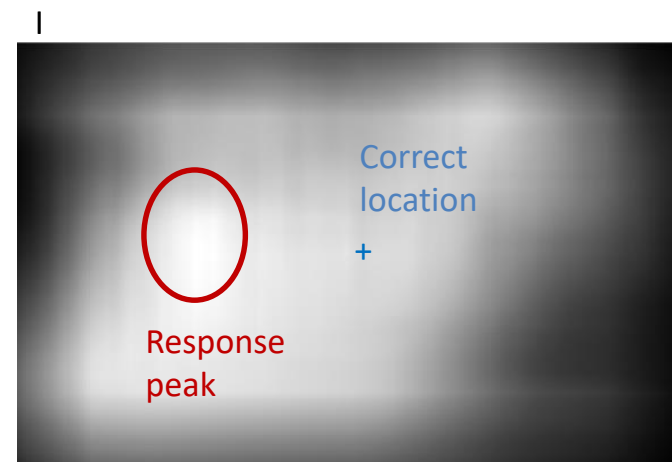 I
Correct
location
+
Response
peak